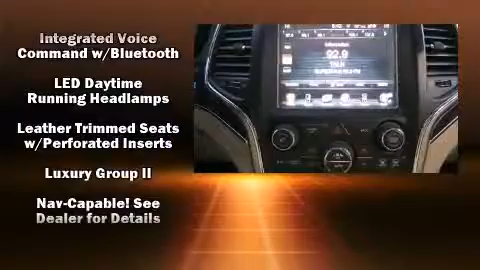 Integrated Voice
Command w/Bluetooth
LED Daytime
Running Headlamps
Leather Trimmed Seats
w/Perforated Inserts
Luxury Group II
Nav-Capable! See
Dealer for Details
92.9